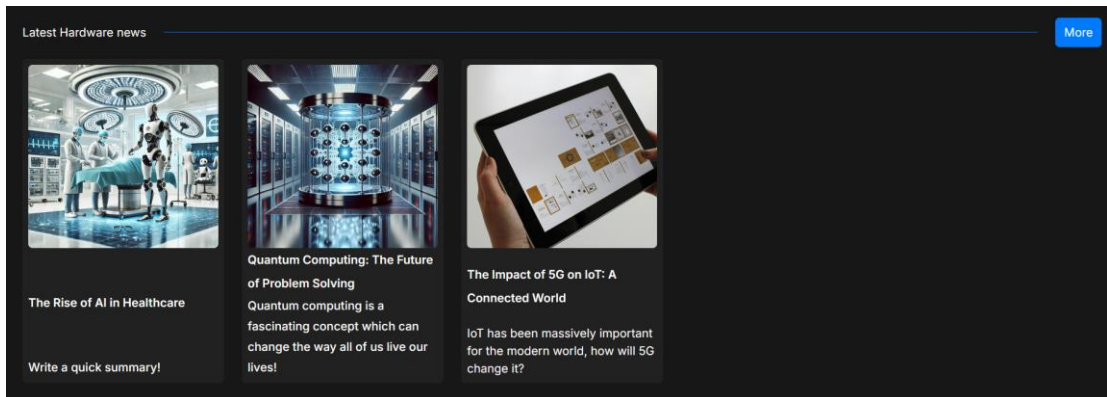 Latest Hardware news
More
The Rise of AI in Healthcare
Write a quick summary!
Quantum Computing: The Future
of Problem Solving
Quantum computing is a
fascinating concept which can
change the way all of us live our
lives!
The Impact of 5G on IoT: A
Connected World
IoT has been massively important
for the modern world, how will 5G
change it?